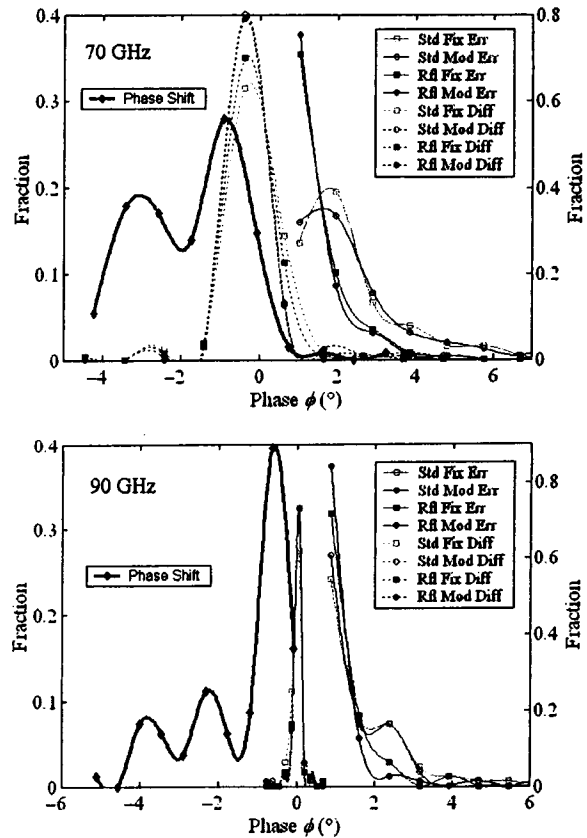 70 GHz
Phase Shift
Std Fix Err
Std Mod Err
Rfl Fix Err
Rfl Mod Err
Std Fix Diff
Std Mod Diff
Rfl Fix Diff
Rfl Mod Diff
0.4
0.3
0.2
0.1
0
Fraction
0.8
0.6
0.4
0.2
0
Fraction
−4 −2 0 2 4 6
Phase ϕ (°)
90 GHz
Phase Shift
Std Fix Err
Std Mod Err
Rfl Fix Err
Rfl Mod Err
Std Fix Diff
Std Mod Diff
Rfl Fix Diff
Rfl Mod Diff
0.4
0.3
0.2
0.1
0
Fraction
0.8
0.6
0.4
0.2
0
Fraction
−6 −4 −2 0 2 4 6
Phase ϕ (°)